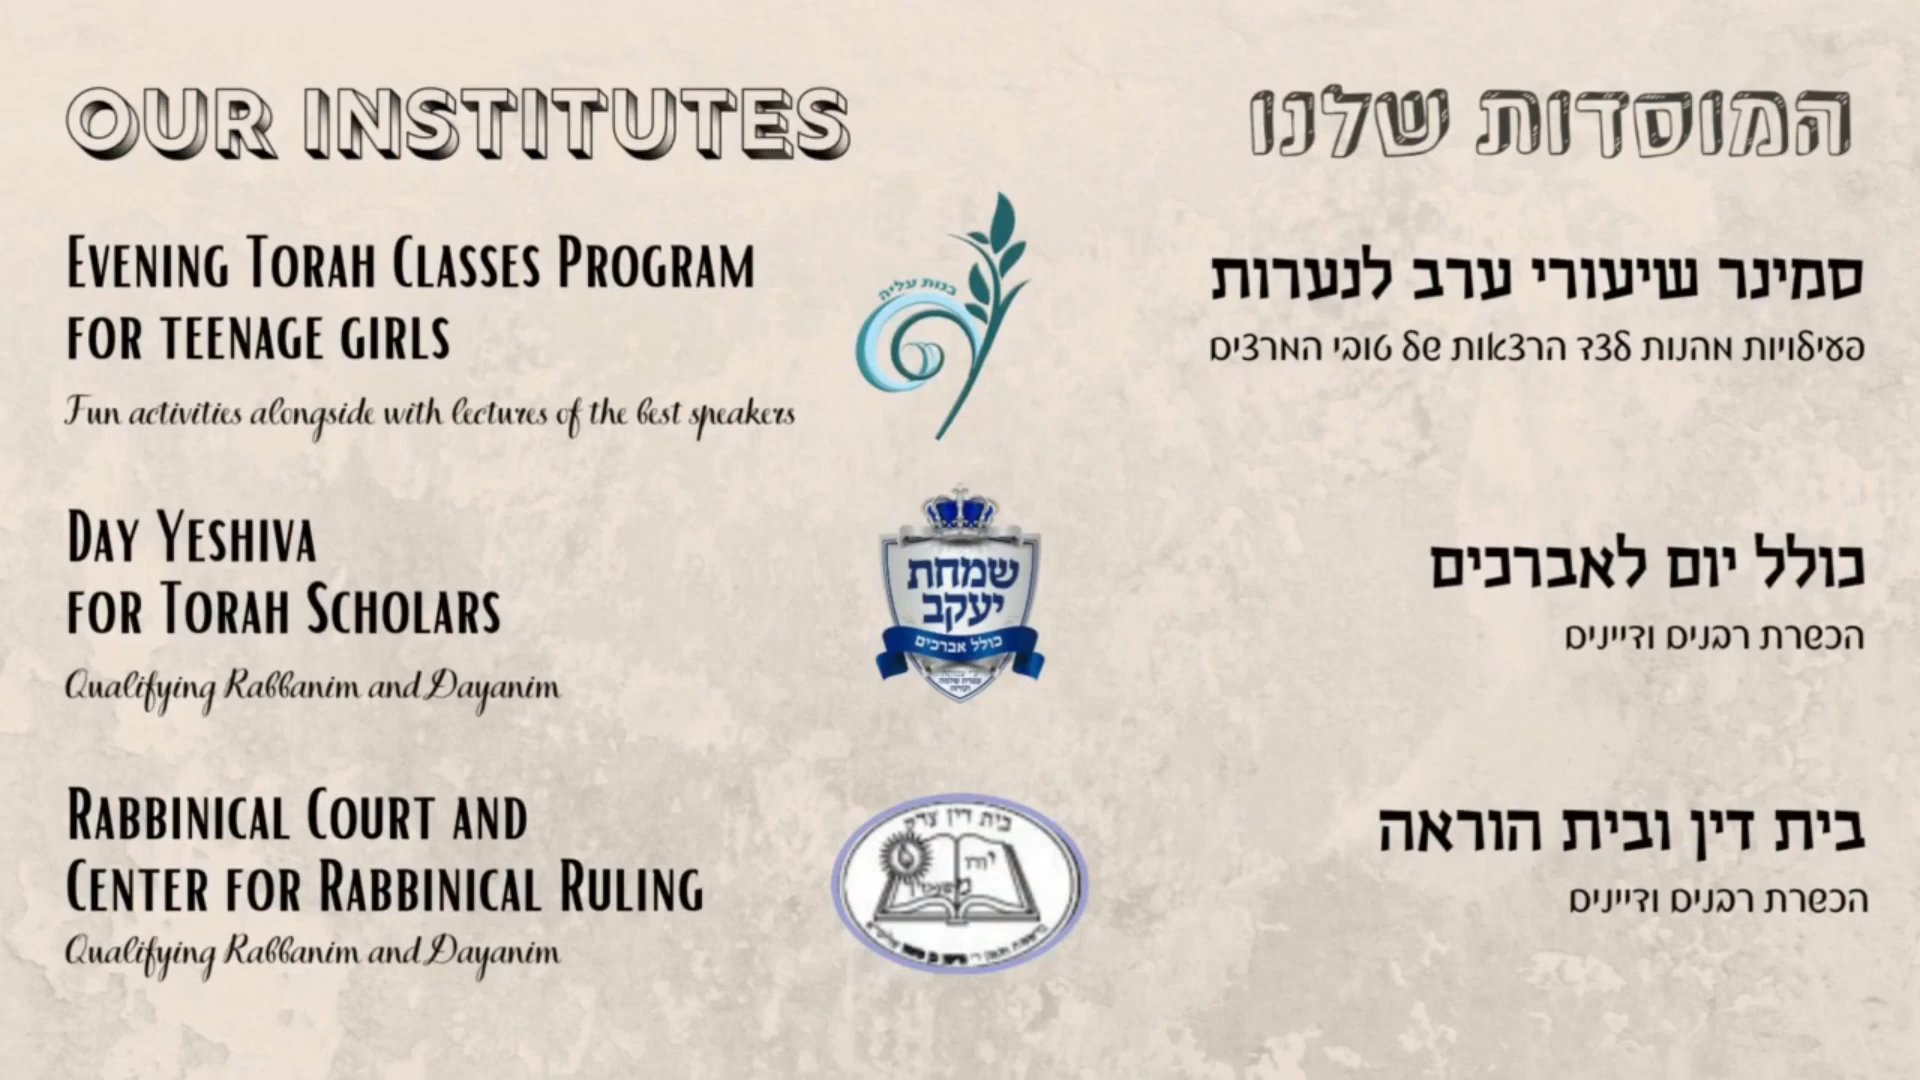 OUR INSTITUTES
המוסדות שלנו
EVENING TORAH CLASSES PROGRAM
FOR TEENAGE GIRLS
Fun activities alongside with lectures of the best speakers
בנות עליה
סמינר שיעורי ערב לנערות
פעילויות מהנות לצד הרצאות של טובי המרצים
DAY YESHIVA
FOR TORAH SCHOLARS
Qualifying Rabbanim and Dayanim
שמחת
יעקב
כולל אברכים
כולל יום לאברכים
הכשרת רבנים ודיינים
RABBINICAL COURT AND
CENTER FOR RABBINICAL RULING
Qualifying Rabbanim and Dayanim
בית דין צדק
יורו
בית דין ובית הוראה
הכשרת רבנים ודיינים